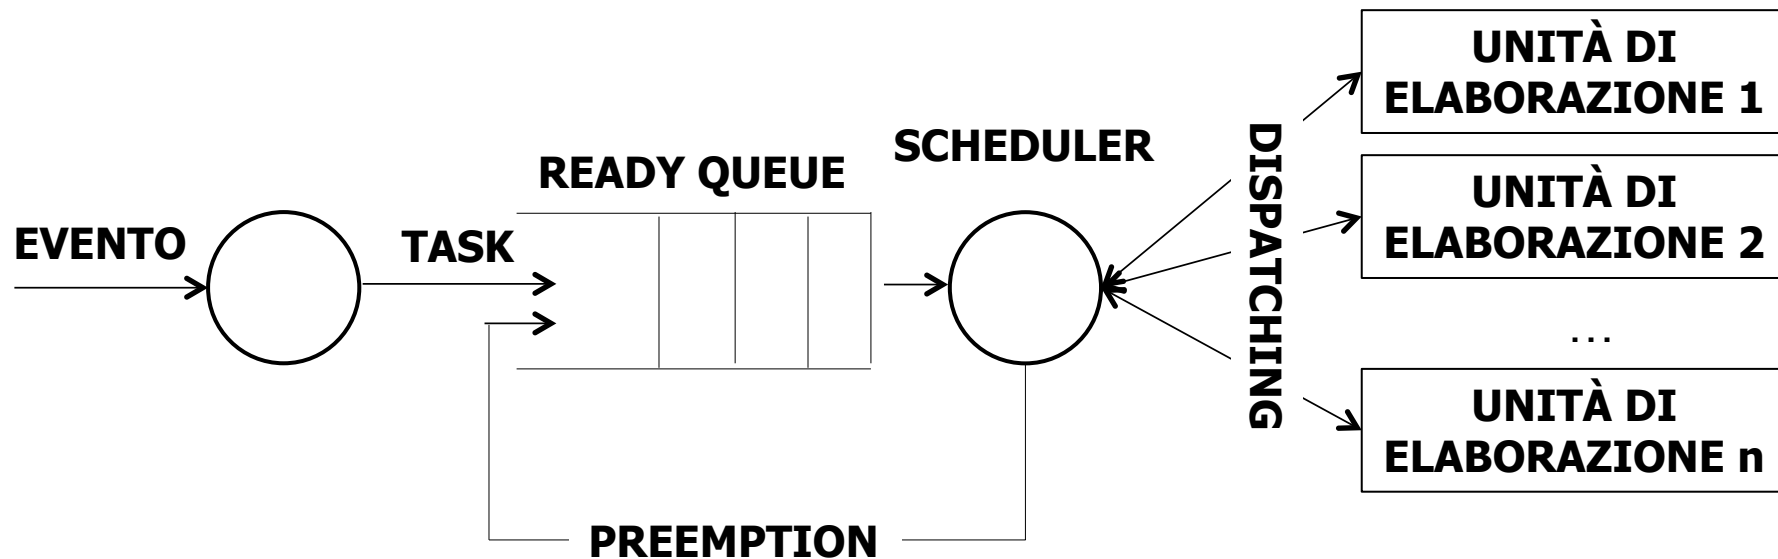 EVENTO
TASK
READY QUEUE
SCHEDULER
PREEMPTION
DISPATCHING
UNITÀ DI
ELABORAZIONE 1
UNITÀ DI
ELABORAZIONE 2
...
UNITÀ DI
ELABORAZIONE n